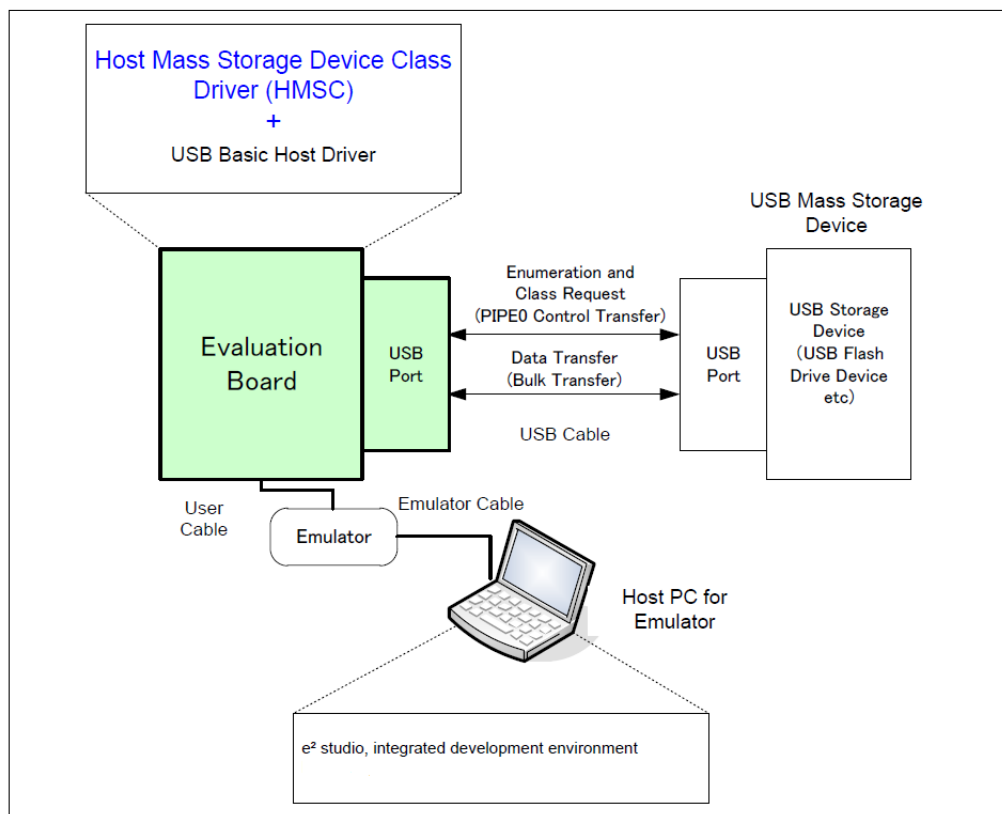 Host Mass Storage Device Class
Driver (HMSC)
+
USB Basic Host Driver
USB Mass Storage
Device
Evaluation
Board
USB
Port
Enumeration and
Class Request
(PIPE0 Control Transfer)
Data Transfer
(Bulk Transfer)
USB Cable
USB
Port
USB Storage
Device
(USB Flash
Drive Device
etc)
User
Cable
Emulator
Emulator Cable
Host PC for
Emulator
e² studio, integrated development environment